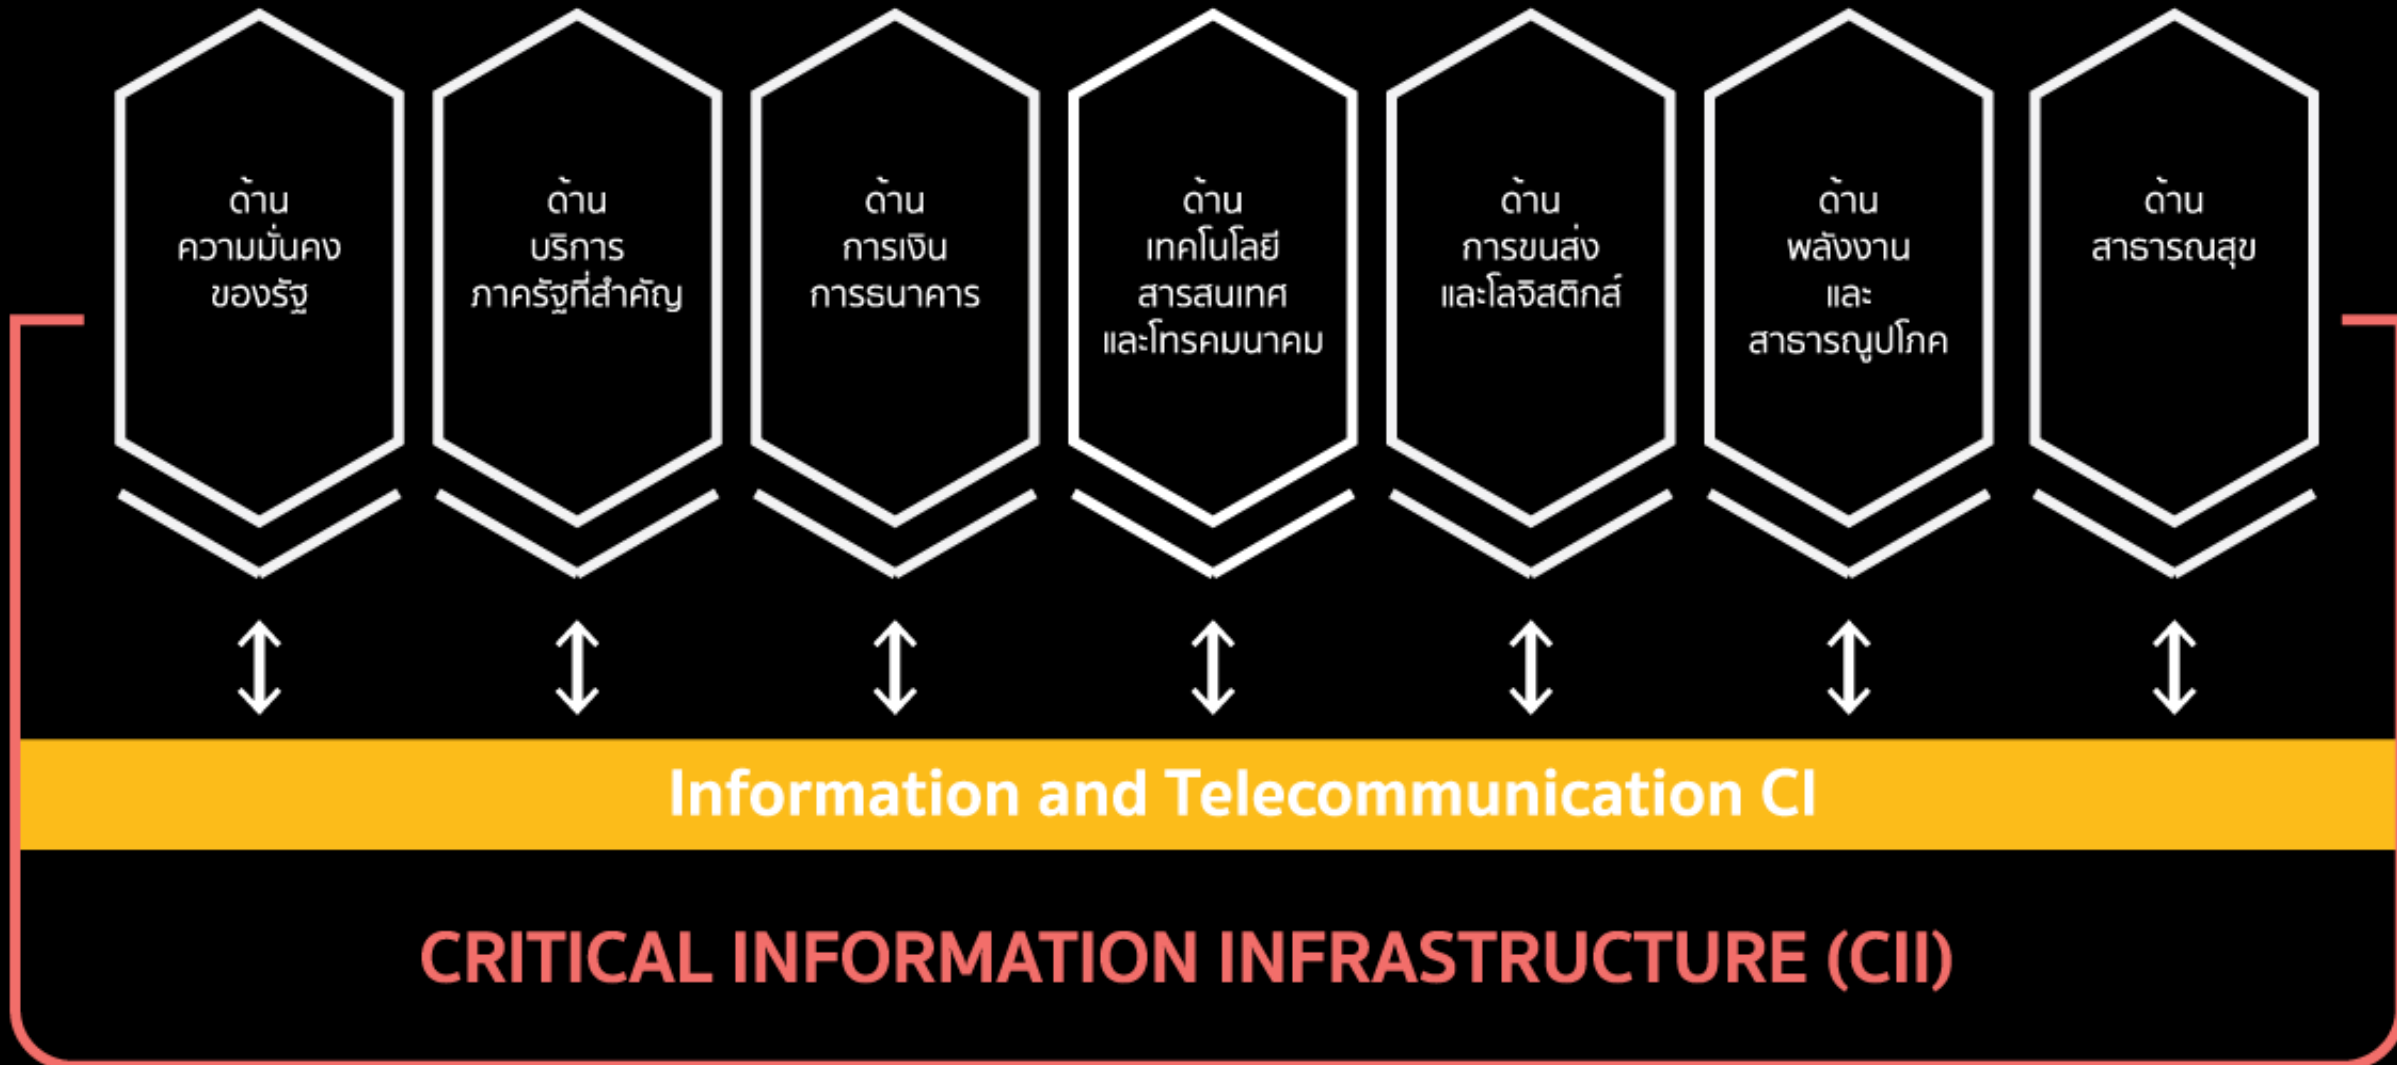 ด้าน
ความมั่นคง
ของรัฐ
ด้าน
บริการ
ภาครัฐที่สำคัญ
ด้าน
การเงิน
การธนาคาร
ด้าน
เทคโนโลยี
สารสนเทศ
และโทรคมนาคม
ด้าน
การขนส่ง
และโลจิสติกส์
ด้าน
พลังงาน
และ
สาธารณูปโภค
ด้าน
สาธารณสุข
Information and Telecommunication CI
CRITICAL INFORMATION INFRASTRUCTURE (CII)